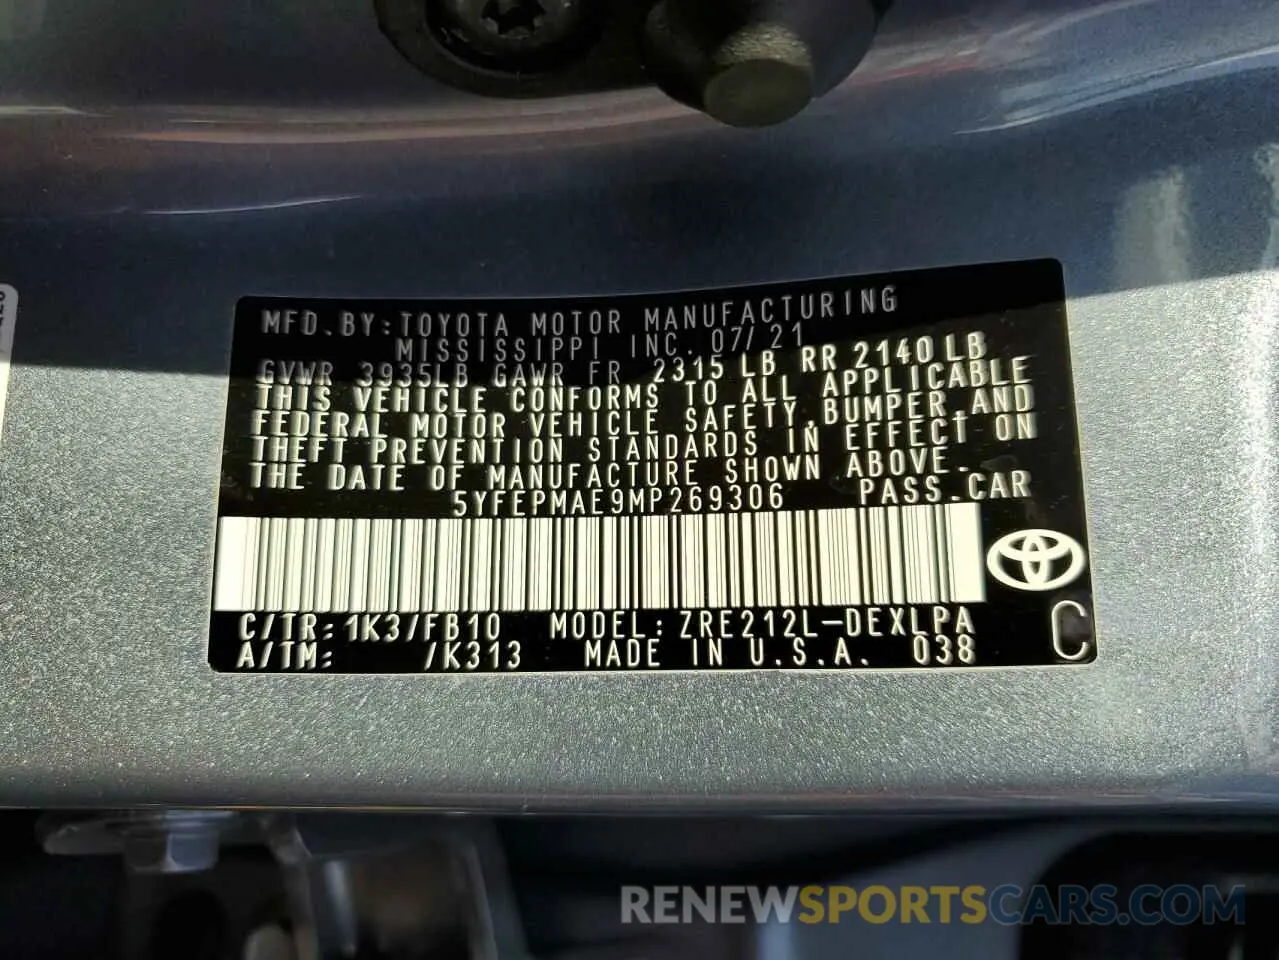 MFD.BY:TOYOTA MOTOR MANUFACTURING
MISSISSIPPI INC. 07/21
GVWR 3935LB GAWR FR 2315 LB RR 2140 LB
THIS VEHICLE CONFORMS TO ALL APPLICABLE
FEDERAL MOTOR VEHICLE SAFETY,BUMPER,AND
THEFT PREVENTION STANDARDS IN EFFECT ON
THE DATE OF MANUFACTURE SHOWN ABOVE.
5YFEPMAE9MP269306 PASS.CAR
C/TR:1K3/FB10 MODEL:ZRE212L-DEXLPA
A/TM: /K313 MADE IN U.S.A. 038
C
RENEWSPORTSCARS.COM